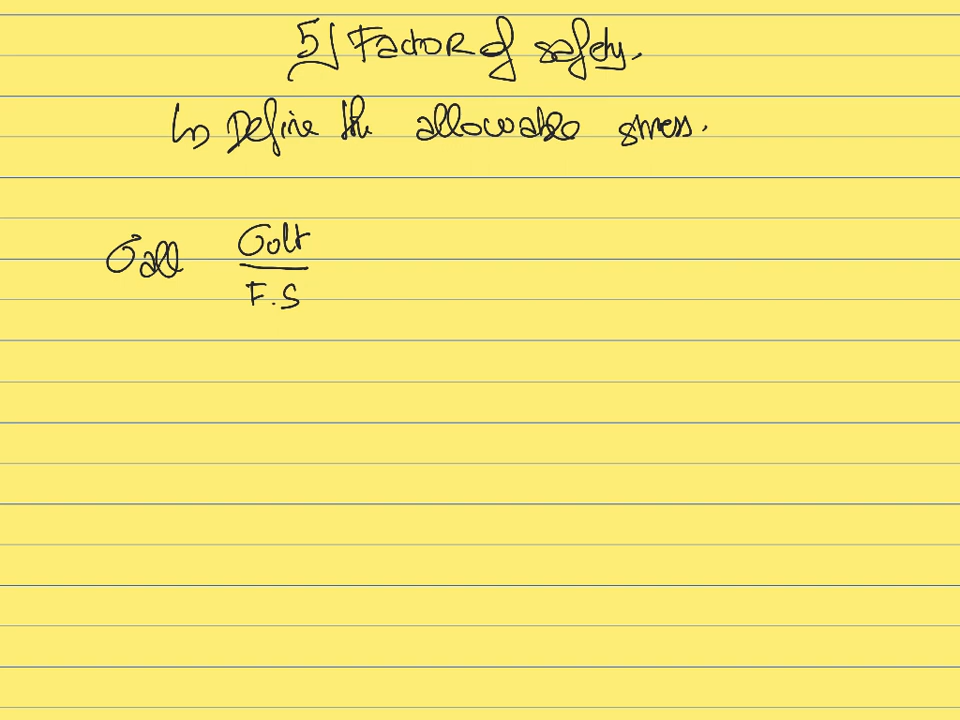 5) Factor of safety.
↳ Define the allowable stress.
σall σult
F.S